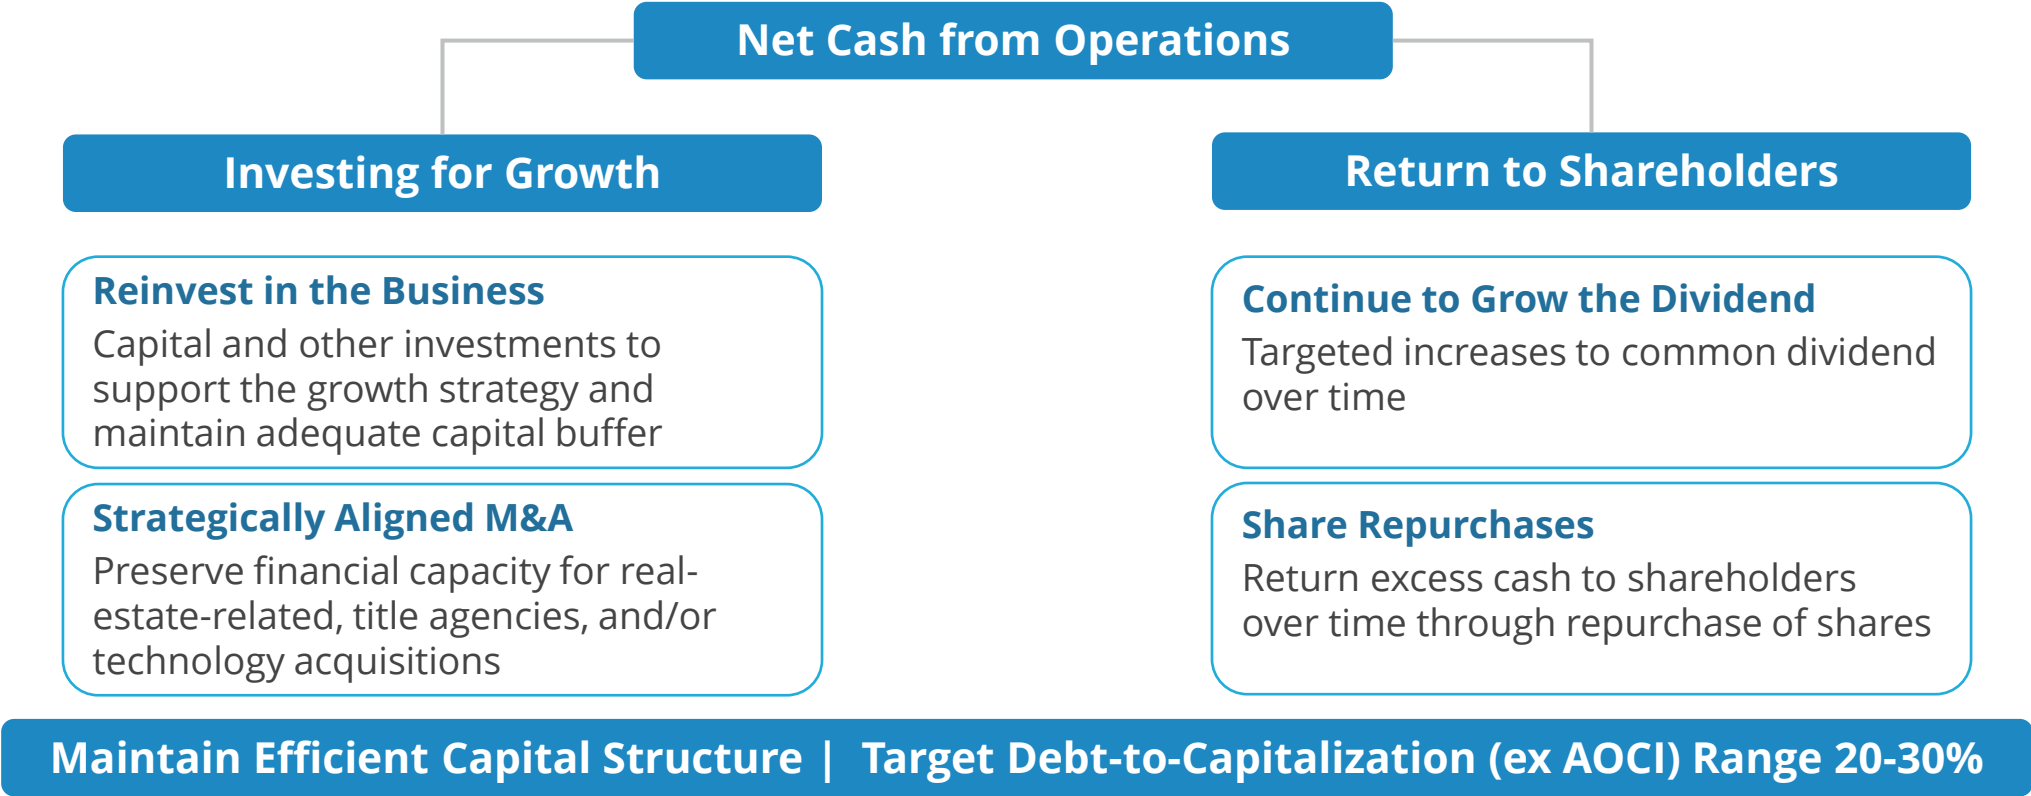 Net Cash from Operations
Investing for Growth
Reinvest in the Business
Capital and other investments to
support the growth strategy and
maintain adequate capital buffer
Strategically Aligned M&A
Preserve financial capacity for real-
estate-related, title agencies, and/or
technology acquisitions
Return to Shareholders
Continue to Grow the Dividend
Targeted increases to common dividend
over time
Share Repurchases
Return excess cash to shareholders
over time through repurchase of shares
Maintain Efficient Capital Structure | Target Debt-to-Capitalization (ex AOCI) Range 20-30%